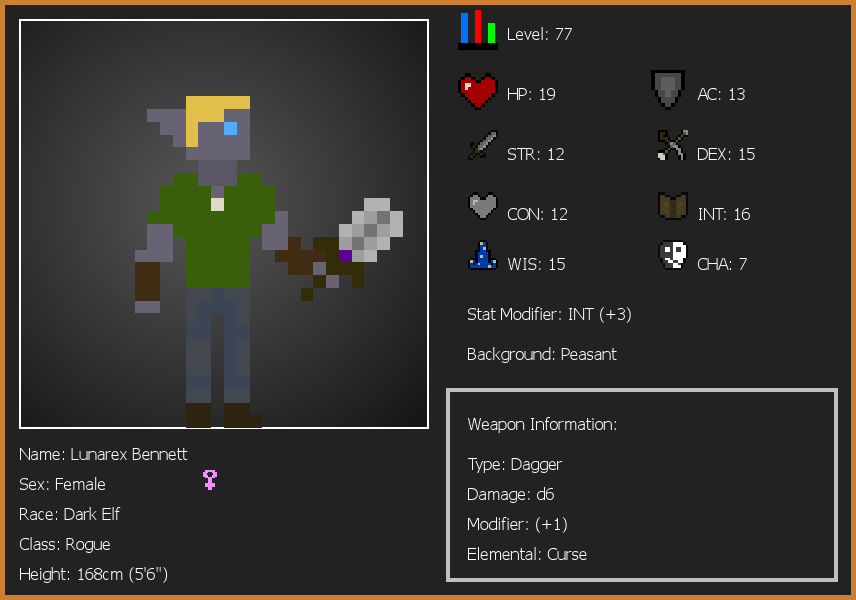 Level: 77
HP: 19
AC: 13
STR: 12
DEX: 15
CON: 12
INT: 16
WIS: 15
CHA: 7
Stat Modifier: INT (+3)
Background: Peasant
Weapon Information:
Type: Dagger
Damage: d6
Modifier: (+1)
Elemental: Curse
Name: Lunarex Bennett
Sex: Female
Race: Dark Elf
Class: Rogue
Height: 168cm (5'6")